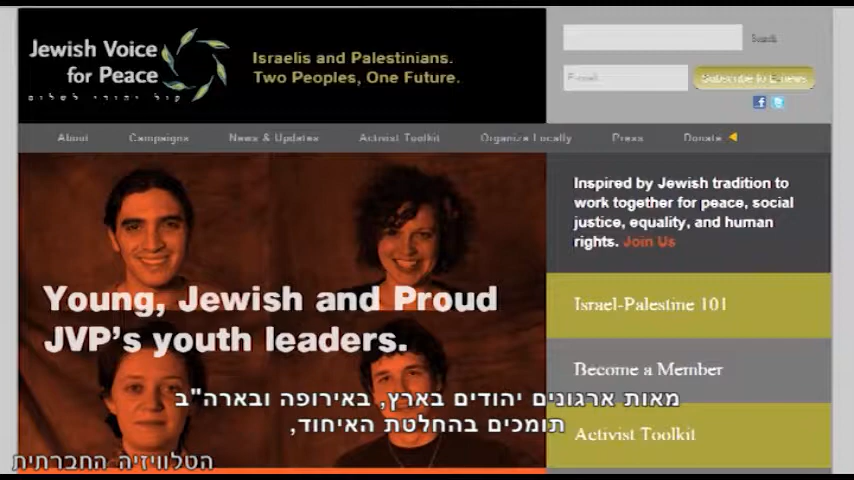 Jewish Voice
for Peace
קול יהודי לשלום
Israelis and Palestinians.
Two Peoples, One Future.
Search
E-mail
Subscribe to E-news
About
Campaigns
News & Updates
Activist Toolkit
Organize Locally
Press
Donate
Young, Jewish and Proud
JVP's youth leaders.
Inspired by Jewish tradition to
work together for peace, social
justice, equality, and human
rights. Join Us
Israel-Palestine 101
Become a Member
Activist Toolkit
מאות ארגונים יהודים בארץ, באירופה ובארה"ב
תומכים בהחלטת האיחוד,
הטלוויזיה החברתית